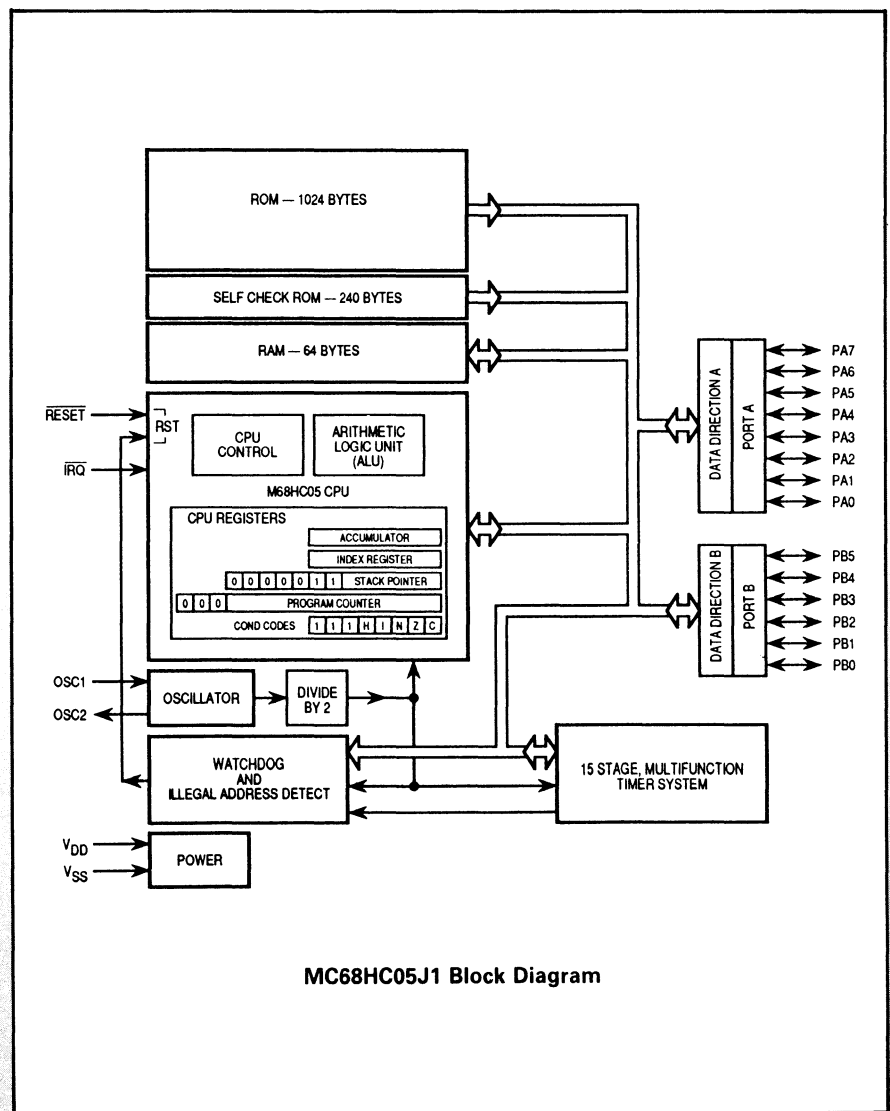 ROM — 1024 BYTES
SELF CHECK ROM — 240 BYTES
RAM — 64 BYTES
RESET
RST
IRQ
CPU
CONTROL
ARITHMETIC
LOGIC UNIT
(ALU)
M68HC05 CPU
CPU REGISTERS
ACCUMULATOR
INDEX REGISTER
0 0 0 0 0 1 1 STACK POINTER
0 0 0 PROGRAM COUNTER
COND CODES 1 1 1 H I N Z C
OSC1
OSC2
OSCILLATOR
DIVIDE
BY 2
WATCHDOG
AND
ILLEGAL ADDRESS DETECT
15 STAGE, MULTIFUNCTION
TIMER SYSTEM
VDD
VSS
POWER
DATA DIRECTION A
PORT A
PA7
PA6
PA5
PA4
PA3
PA2
PA1
PA0
DATA DIRECTION B
PORT B
PB5
PB4
PB3
PB2
PB1
PB0
MC68HC05J1 Block Diagram